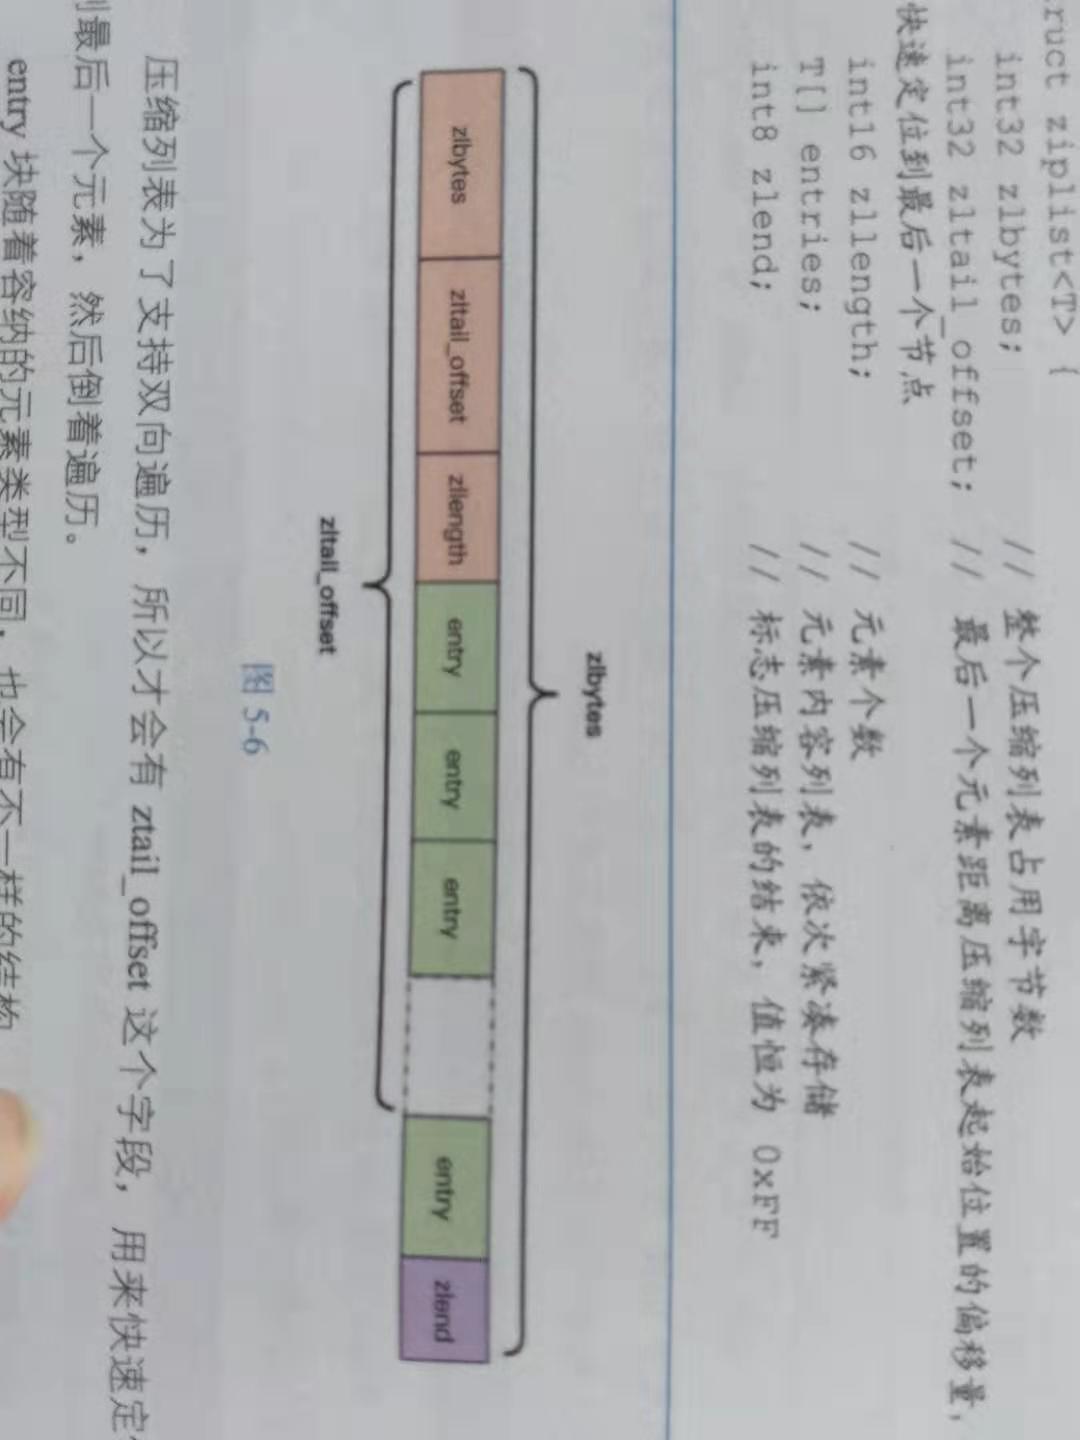 ruct ziplist<T> {
int32 zlbytes; // 整个压缩列表占用字节数
int32 zltail_offset; // 最后一个元素距离压缩列表起始位置的偏移量,
快速定位到最后一个节点
int16 zllength; // 元素个数
T[] entries; // 元素内容列表,依次紧凑存储
int8 zlend; // 标志压缩列表的结束,值恒为 0xFF
zlbytes
zlbytes zltail_offset zllength entry entry entry entry zlend
zltail_offset
图 5-6
压缩列表为了支持双向遍历,所以才会有 ztail_offset 这个字段,用来快速定
到最后一个元素,然后倒着遍历。
entry 块随着容纳的元素类型不同,也会有不一样的结构